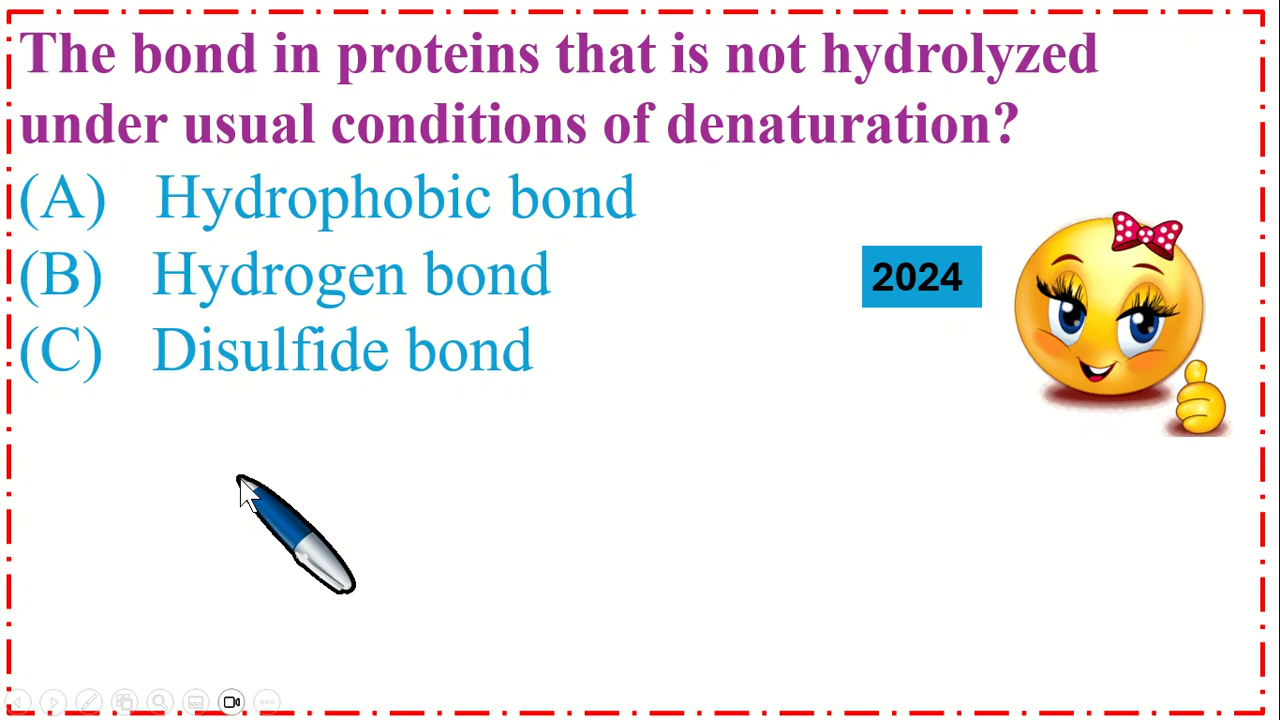 The bond in proteins that is not hydrolyzed
under usual conditions of denaturation?
(A) Hydrophobic bond
(B) Hydrogen bond
2024
(C) Disulfide bond